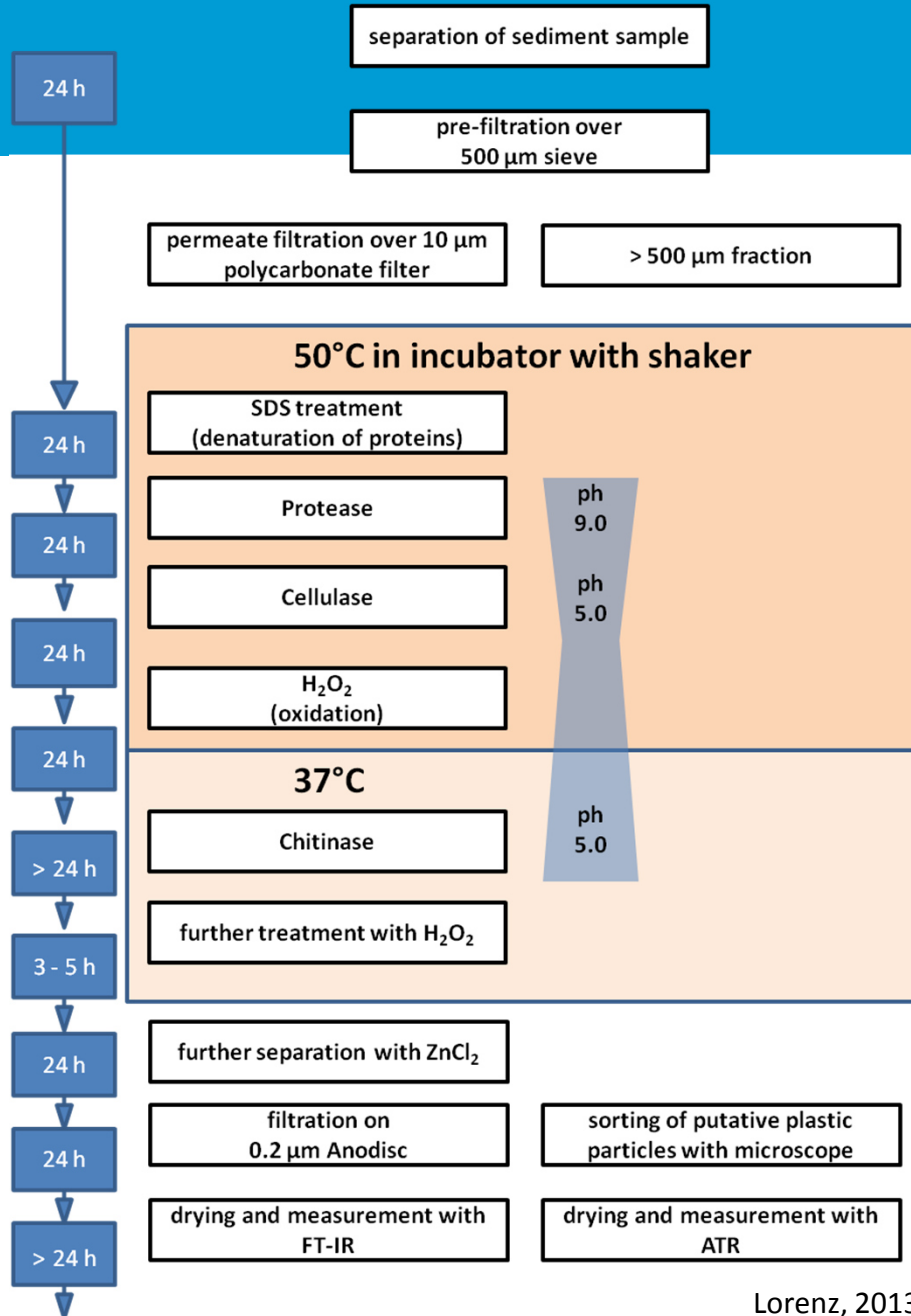 separation of sediment sample
24 h
pre-filtration over
500 µm sieve
permeate filtration over 10 µm
polycarbonate filter
> 500 µm fraction
50°C in incubator with shaker
SDS treatment
(denaturation of proteins)
24 h
Protease
ph
9.0
24 h
Cellulase
ph
5.0
24 h
H₂O₂
(oxidation)
24 h
37°C
Chitinase
ph
5.0
> 24 h
further treatment with H₂O₂
3 - 5 h
further separation with ZnCl₂
24 h
filtration on
0.2 µm Anodisc
sorting of putative plastic
particles with microscope
24 h
drying and measurement with
FT-IR
drying and measurement with
ATR
> 24 h
Lorenz, 2013